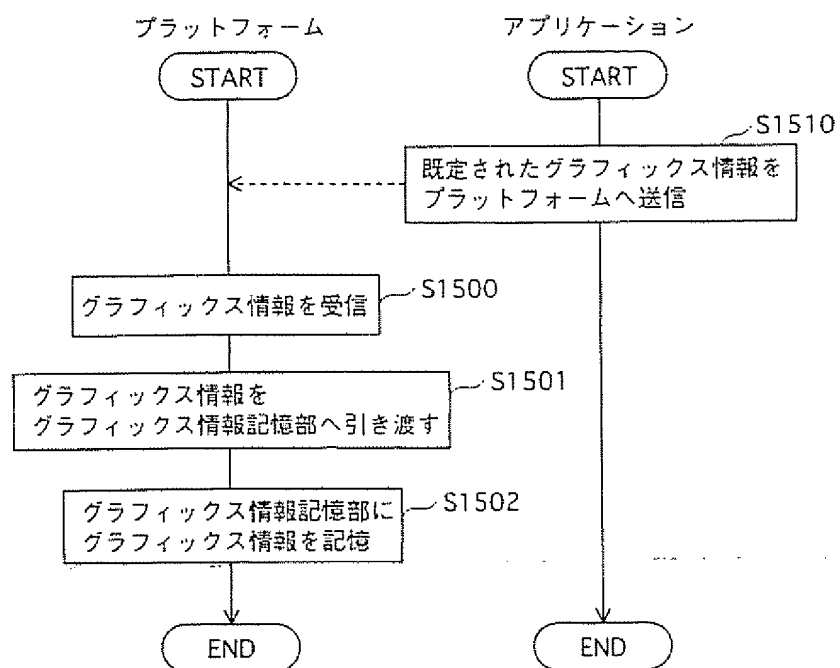 プラットフォーム
アプリケーション
START
START
S1510
既定されたグラフィックス情報を
プラットフォームへ送信
グラフィックス情報を受信
S1500
グラフィックス情報を
グラフィックス情報記憶部へ引き渡す
S1501
グラフィックス情報記憶部に
グラフィックス情報を記憶
S1502
END
END